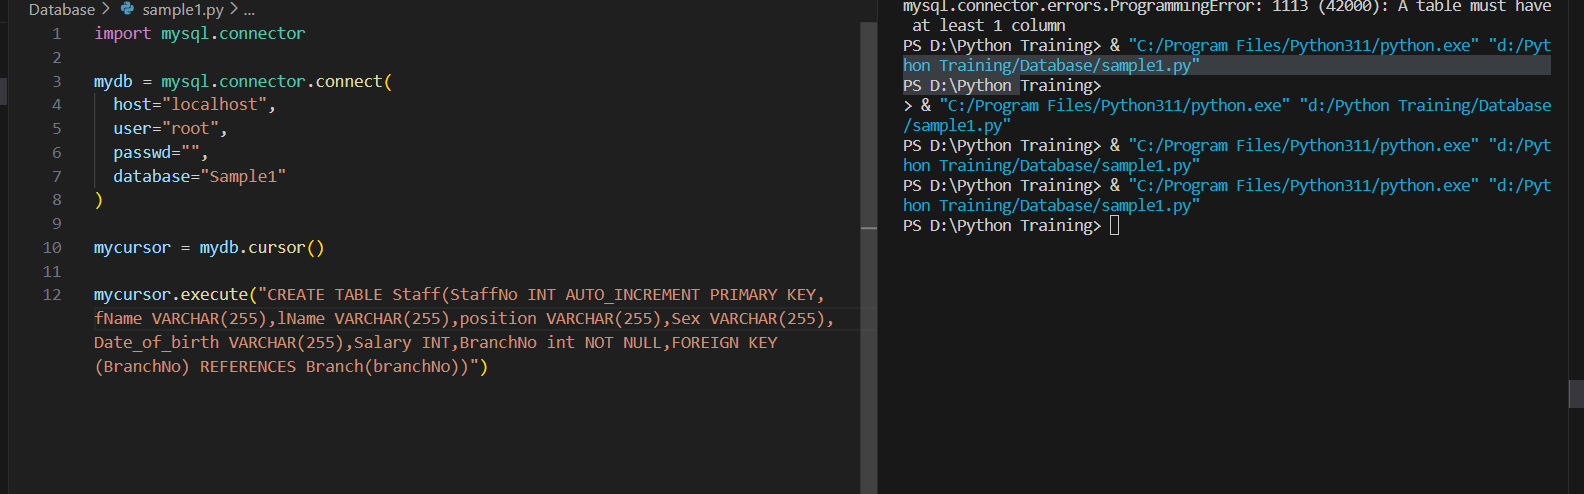 Database > sample1.py > ...
1 import mysql.connector
2
3 mydb = mysql.connector.connect(
4 host="localhost",
5 user="root",
6 passwd="",
7 database="Sample1"
8 )
9
10 mycursor = mydb.cursor()
11
12 mycursor.execute("CREATE TABLE Staff(StaffNo INT AUTO_INCREMENT PRIMARY KEY,
fName VARCHAR(255),lName VARCHAR(255),position VARCHAR(255),Sex VARCHAR(255),
Date_of_birth VARCHAR(255),Salary INT,BranchNo int NOT NULL,FOREIGN KEY
(BranchNo) REFERENCES Branch(branchNo))")
mysql.connector.errors.ProgrammingError: 1113 (42000): A table must have
at least 1 column
PS D:\Python Training> & "C:/Program Files/Python311/python.exe" "d:/Pyt
hon Training/Database/sample1.py"
PS D:\Python Training>
> & "C:/Program Files/Python311/python.exe" "d:/Python Training/Database
/sample1.py"
PS D:\Python Training> & "C:/Program Files/Python311/python.exe" "d:/Pyt
hon Training/Database/sample1.py"
PS D:\Python Training> & "C:/Program Files/Python311/python.exe" "d:/Pyt
hon Training/Database/sample1.py"
PS D:\Python Training>